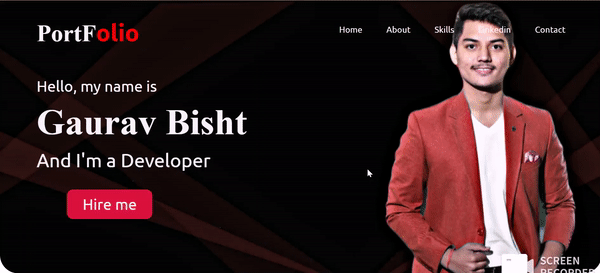 PortFolio
Home About Skills Linkedin Contact
Hello, my name is
Gaurav Bisht
And I'm a Developer
Hire me
SCREEN
RECORDER